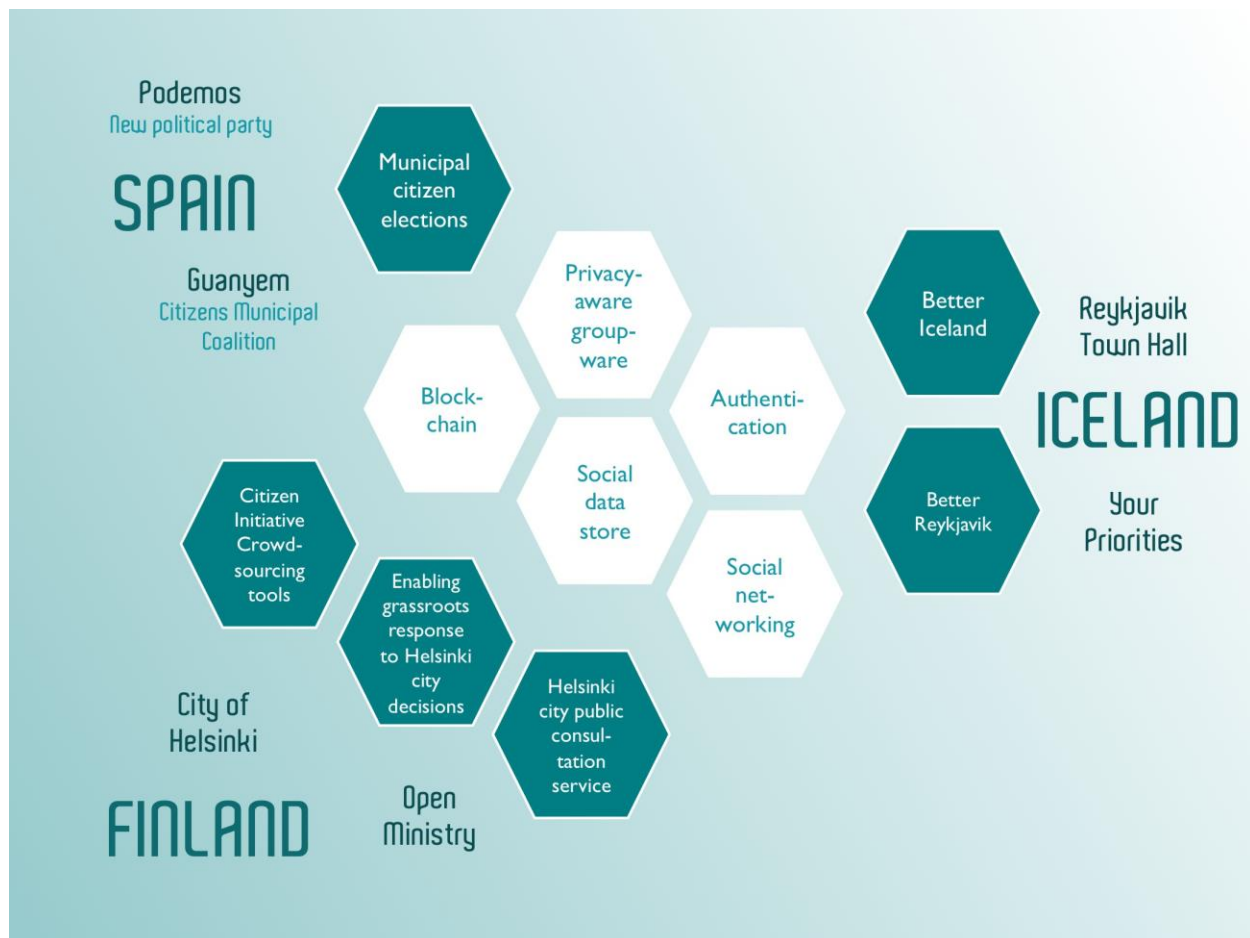 Podemos
New political party
SPAIN
Guanyem
Citizens Municipal
Coalition
Municipal
citizen
elections
Privacy-
aware
group-
ware
Block-
chain
Authenti-
cation
Social
data
store
Social
net-
working
Better
Iceland
Better
Reykjavik
Reykjavik
Town Hall
ICELAND
Your
Priorities
Citizen
Initiative
Crowd-
sourcing
tools
Enabling
grassroots
response
to Helsinki
city
decisions
Helsinki
city public
consul-
tation
service
City of
Helsinki
FINLAND
Open
Ministry